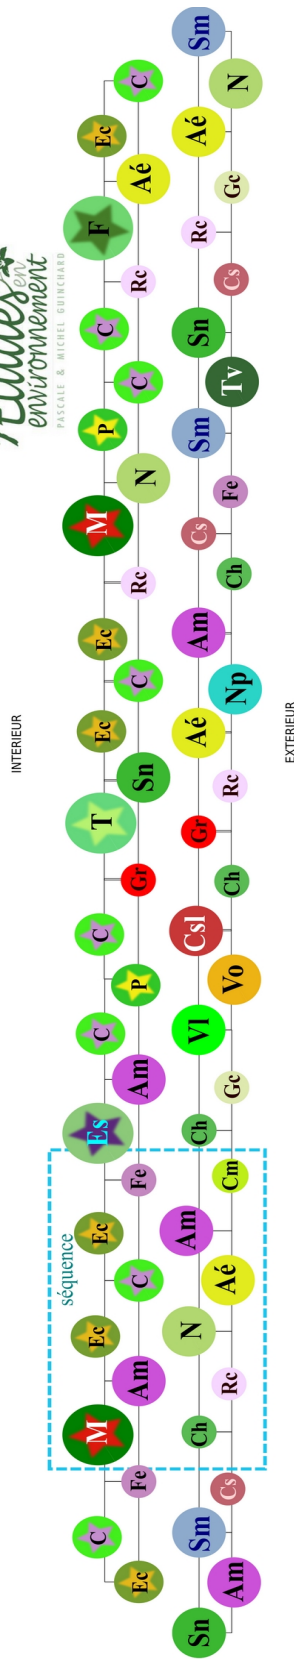 en
environnement
PASCALE & MICHEL GUINCHARD
INTERIEUR
séquence
C M Ec Ec Es C C T Ec Ec M P C F Ec
Ec Fe Am C Fe Am P Gr Sn C Rc N C Rc Aé C
Sn Sm Ch N Am Ch Vl Csl Gr Aé Am Cs Sm Sn Rc Aé Sm
Am Cs Rc Aé Cm Gc Vo Ch Rc Np Ch Fe Tv Cs Gc N
EXTERIEUR